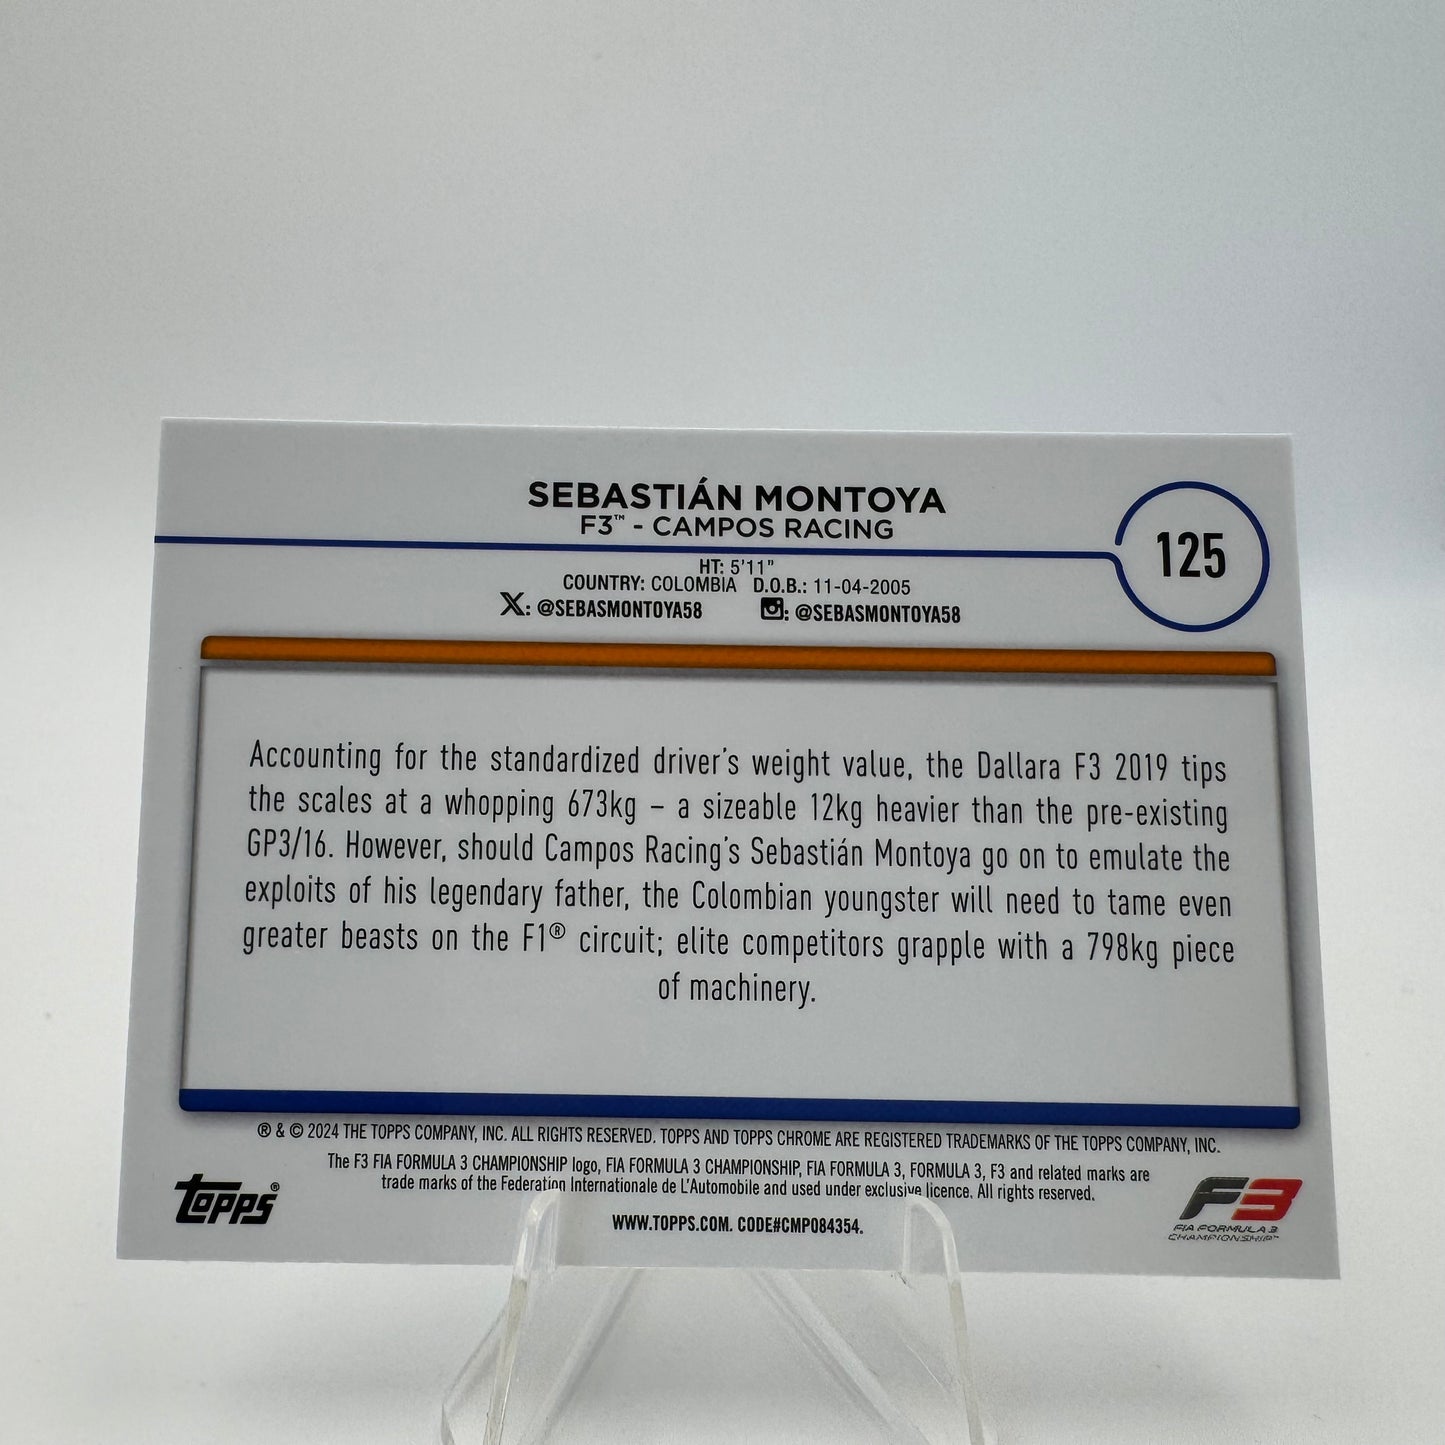 SEBASTIÁN MONTOYA
F3™ - CAMPOS RACING
125
HT: 5'11"
COUNTRY: COLOMBIA D.O.B.: 11-04-2005
X: @SEBASMONTOYA58 : @SEBASMONTOYA58
Accounting for the standardized driver's weight value, the Dallara F3 2019 tips
the scales at a whopping 673kg – a sizeable 12kg heavier than the pre-existing
GP3/16. However, should Campos Racing's Sebastián Montoya go on to emulate the
exploits of his legendary father, the Colombian youngster will need to tame even
greater beasts on the F1® circuit; elite competitors grapple with a 798kg piece
of machinery.
® & © 2024 THE TOPPS COMPANY, INC. ALL RIGHTS RESERVED. TOPPS AND TOPPS CHROME ARE REGISTERED TRADEMARKS OF THE TOPPS COMPANY, INC.
The F3 FIA FORMULA 3 CHAMPIONSHIP logo, FIA FORMULA 3 CHAMPIONSHIP, FIA FORMULA 3, FORMULA 3, F3 and related marks are
trade marks of the Federation Internationale de L'Automobile and used under exclusive licence. All rights reserved.
WWW.TOPPS.COM. CODE#CMP084354.
topps®
F3
FIA FORMULA 3
CHAMPIONSHIP™